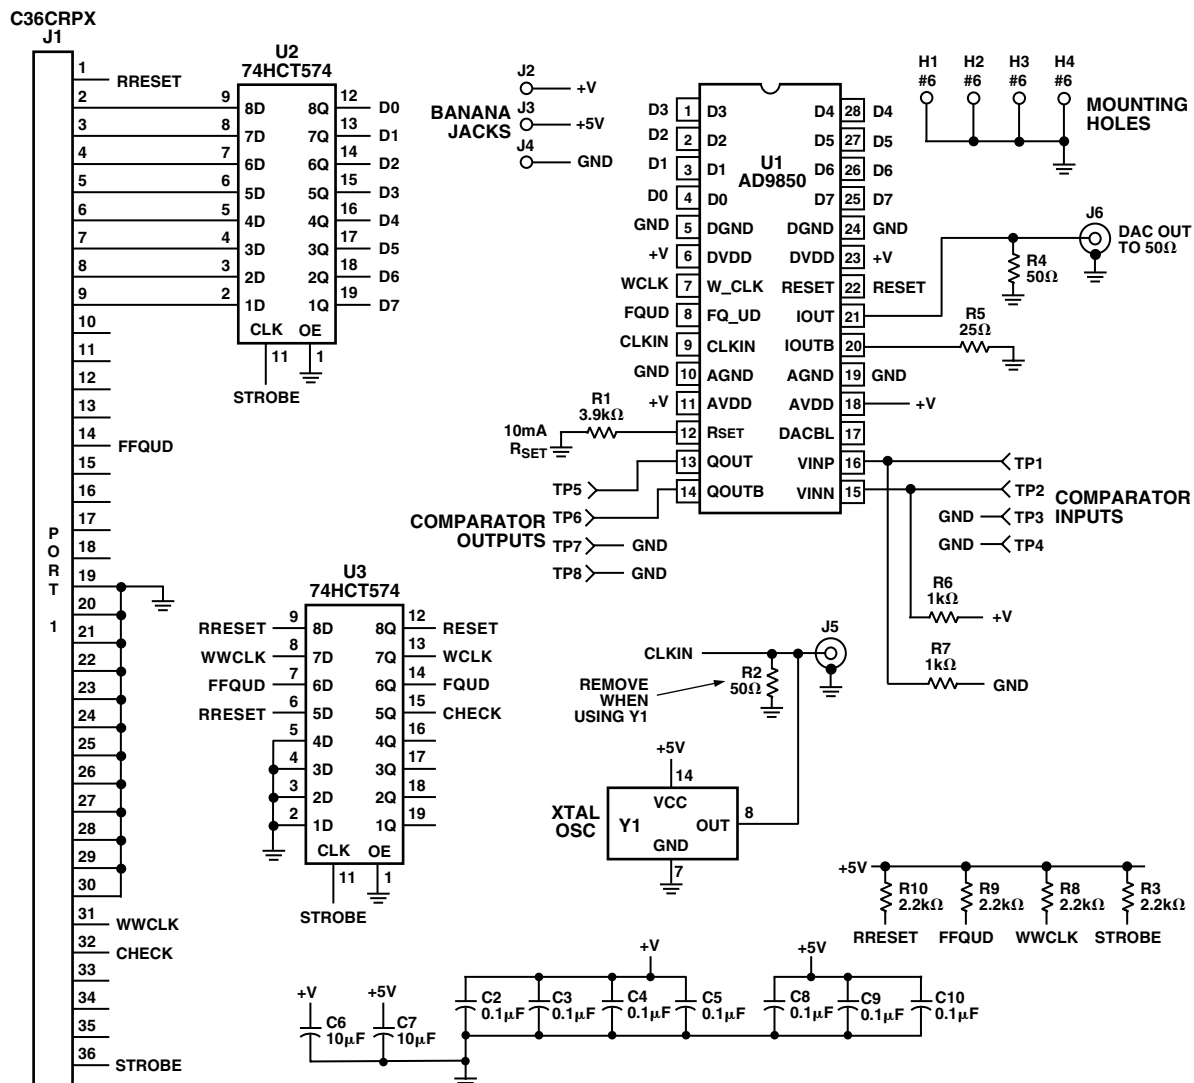 C36CRPX
J1
1
RRESET
2
3
4
5
6
7
8
9
10
11
12
13
14
FFQUD
15
16
17
18
19
20
21
22
23
24
25
26
27
28
29
30
31
WWCLK
32
CHECK
33
34
35
36
STROBE
PORT 1
U2
74HCT574
9 8D 8Q 12 D0
8 7D 7Q 13 D1
7 6D 6Q 14 D2
6 5D 5Q 15 D3
5 4D 4Q 16 D4
4 3D 3Q 17 D5
3 2D 2Q 18 D6
2 1D 1Q 19 D7
CLK OE
11 1
STROBE
BANANA
JACKS
J2 +V
J3 +5V
J4 GND
U1
AD9850
D3 1 D3 D4 28 D4
D2 2 D2 D5 27 D5
D1 3 D1 D6 26 D6
D0 4 D0 D7 25 D7
GND 5 DGND DGND 24 GND
+V 6 DVDD DVDD 23 +V
WCLK 7 W_CLK RESET 22 RESET
FQUD 8 FQ_UD IOUT 21
CLKIN 9 CLKIN IOUTB 20
GND 10 AGND AGND 19 GND
+V 11 AVDD AVDD 18 +V
12 RSET DACBL 17
13 QOUT VINP 16
14 QOUTB VINN 15
R1
3.9kΩ
10mA
RSET
TP5
TP6
TP7 GND
TP8 GND
COMPARATOR
OUTPUTS
H1 H2 H3 H4
#6 #6 #6 #6
MOUNTING
HOLES
J6
DAC OUT
TO 50Ω
R4
50Ω
R5
25Ω
TP1
TP2
GND TP3
GND TP4
COMPARATOR
INPUTS
R6
1kΩ
+V
R7
1kΩ
GND
U3
74HCT574
RRESET 9 8D 8Q 12 RESET
WWCLK 8 7D 7Q 13 WCLK
FFQUD 7 6D 6Q 14 FQUD
RRESET 6 5D 5Q 15 CHECK
5 4D 4Q 16
4 3D 3Q 17
3 2D 2Q 18
2 1D 1Q 19
CLK OE
11 1
STROBE
CLKIN
J5
R2
50Ω
REMOVE
WHEN
USING Y1
+5V
14
VCC
XTAL
OSC
Y1
OUT 8
GND
7
+5V
R10
2.2kΩ
R9
2.2kΩ
R8
2.2kΩ
R3
2.2kΩ
RRESET FFQUD WWCLK STROBE
+V
C6
10µF
+5V
C7
10µF
+V
C2
0.1µF
C3
0.1µF
C4
0.1µF
C5
0.1µF
+5V
C8
0.1µF
C9
0.1µF
C10
0.1µF